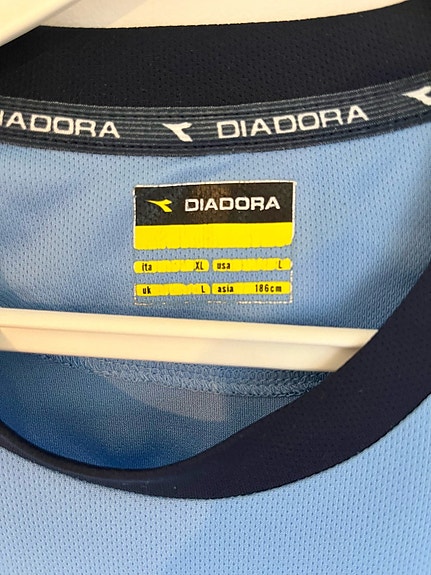 DIADORA DIADORA
DIADORA
ita XL usa L
uk L asia 186cm